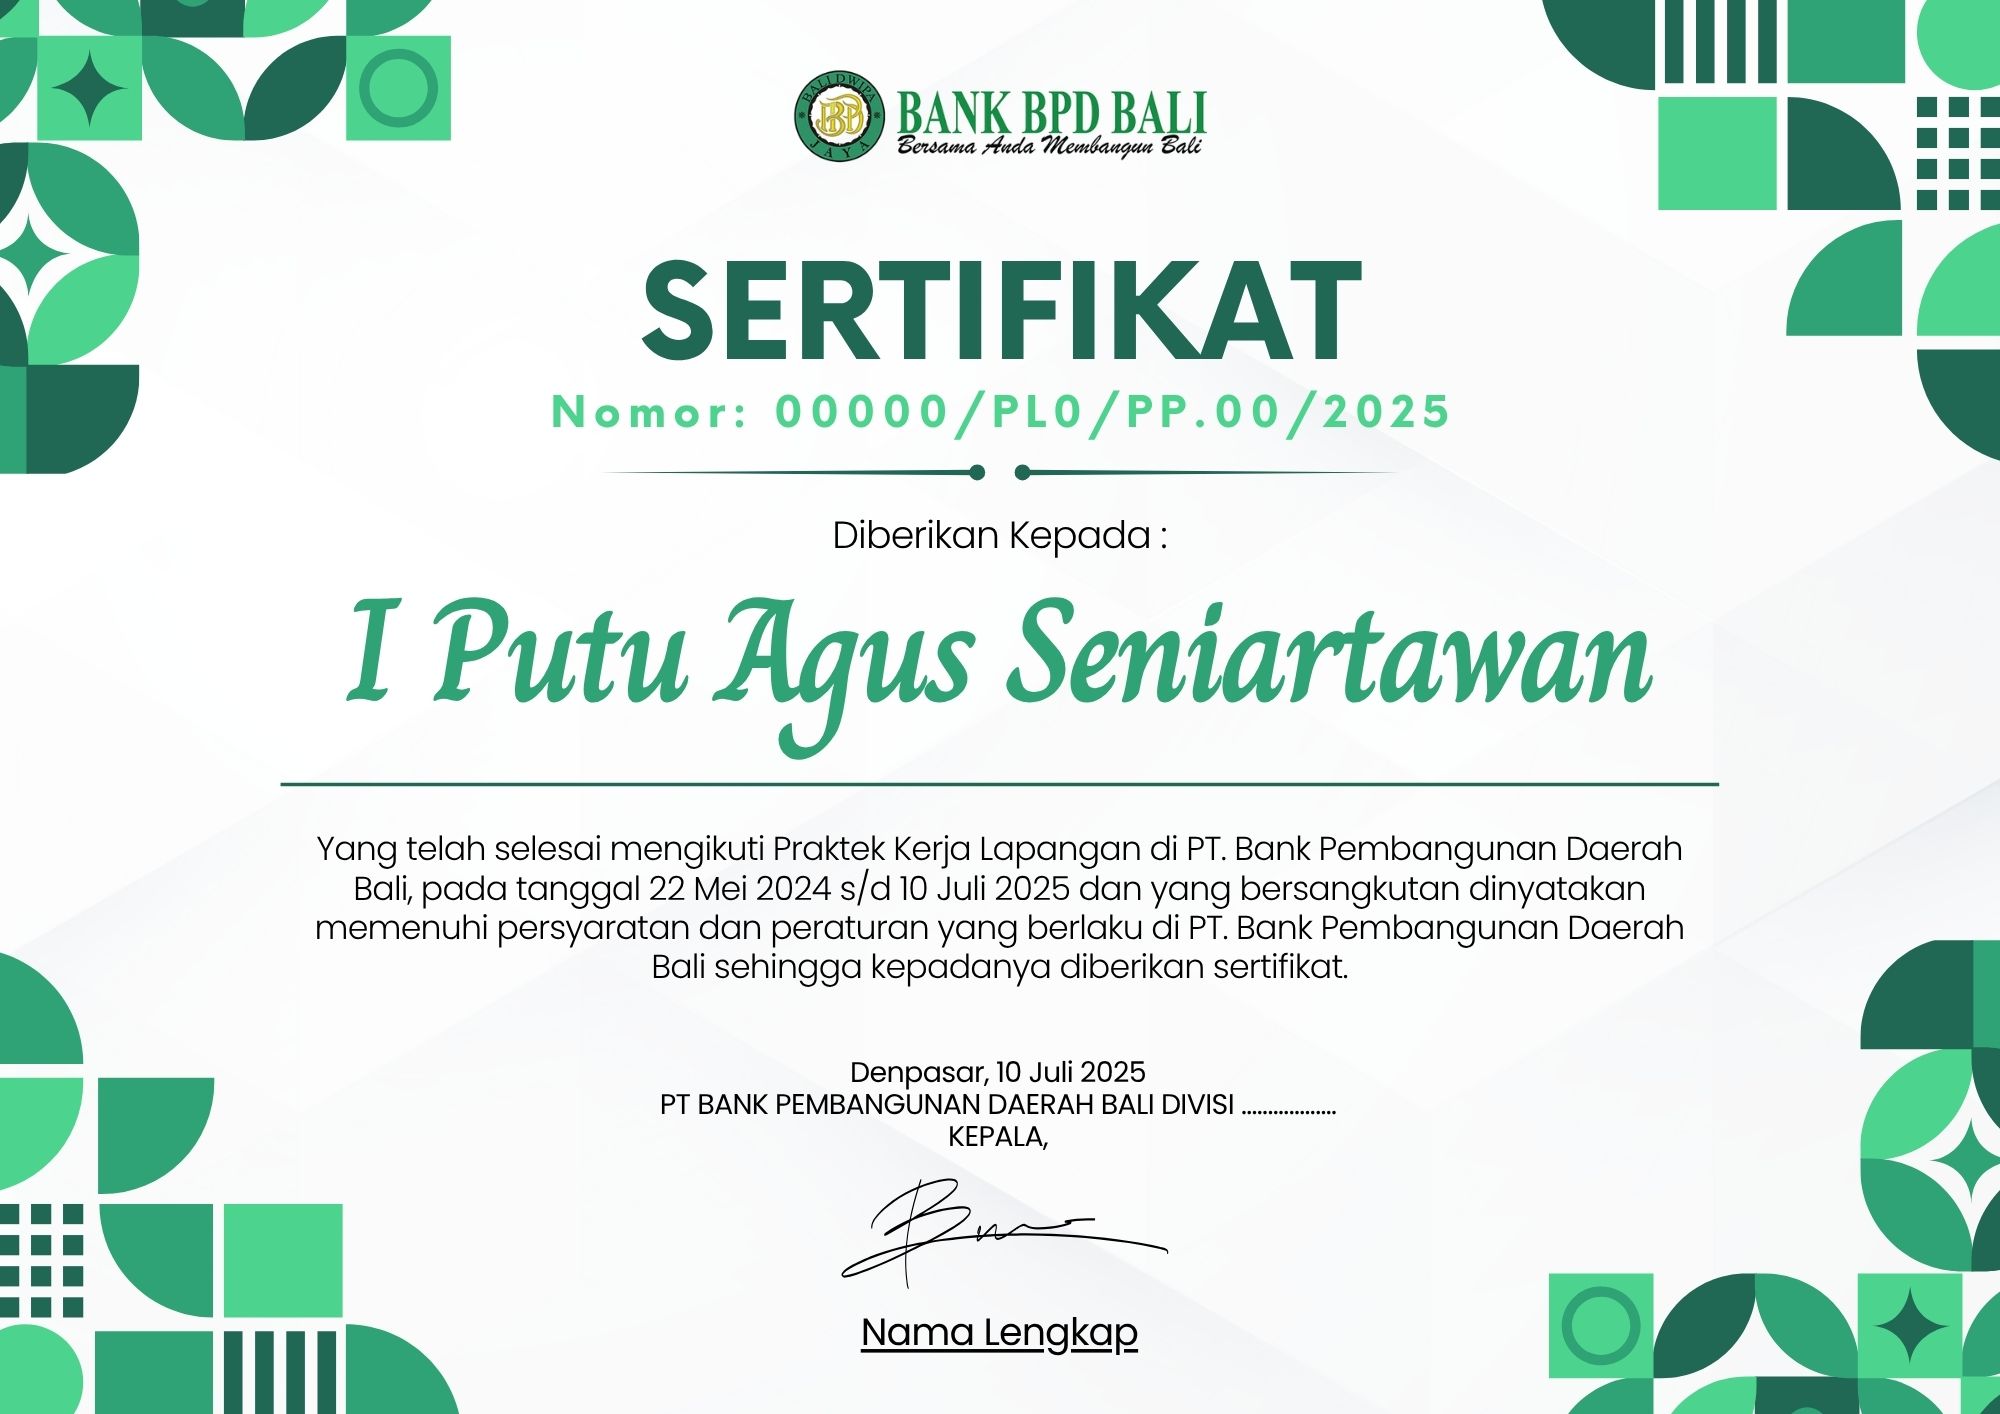 BALI DWIPA
JAYA
BPD
BANK BPD BALI
Bersama Anda Membangun Bali
SERTIFIKAT
Nomor: 00000/PL0/PP.00/2025
Diberikan Kepada :
I Putu Agus Seniartawan
Yang telah selesai mengikuti Praktek Kerja Lapangan di PT. Bank Pembangunan Daerah
Bali, pada tanggal 22 Mei 2024 s/d 10 Juli 2025 dan yang bersangkutan dinyatakan
memenuhi persyaratan dan peraturan yang berlaku di PT. Bank Pembangunan Daerah
Bali sehingga kepadanya diberikan sertifikat.
Denpasar, 10 Juli 2025
PT BANK PEMBANGUNAN DAERAH BALI DIVISI ..................
KEPALA,
Nama Lengkap